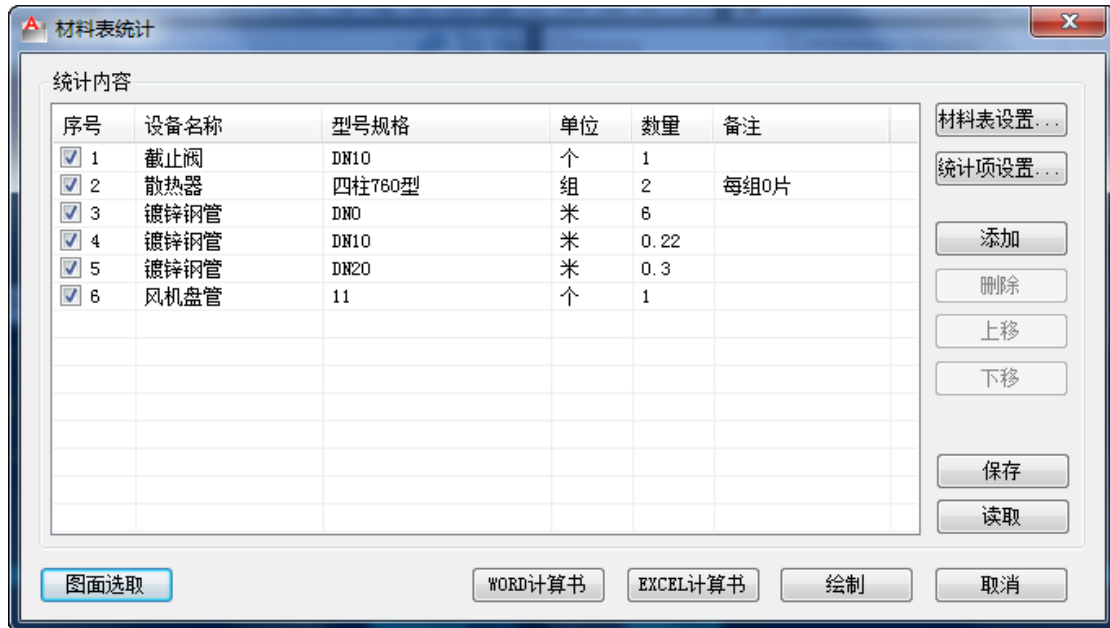 材料表统计
统计内容
序号 设备名称 型号规格 单位 数量 备注
1 截止阀 DN10 个 1
2 散热器 四柱760型 组 2 每组0片
3 镀锌钢管 DN0 米 6
4 镀锌钢管 DN10 米 0.22
5 镀锌钢管 DN20 米 0.3
6 风机盘管 11 个 1
材料表设置...
统计项设置...
添加
删除
上移
下移
保存
读取
图面选取 WORD计算书 EXCEL计算书 绘制 取消